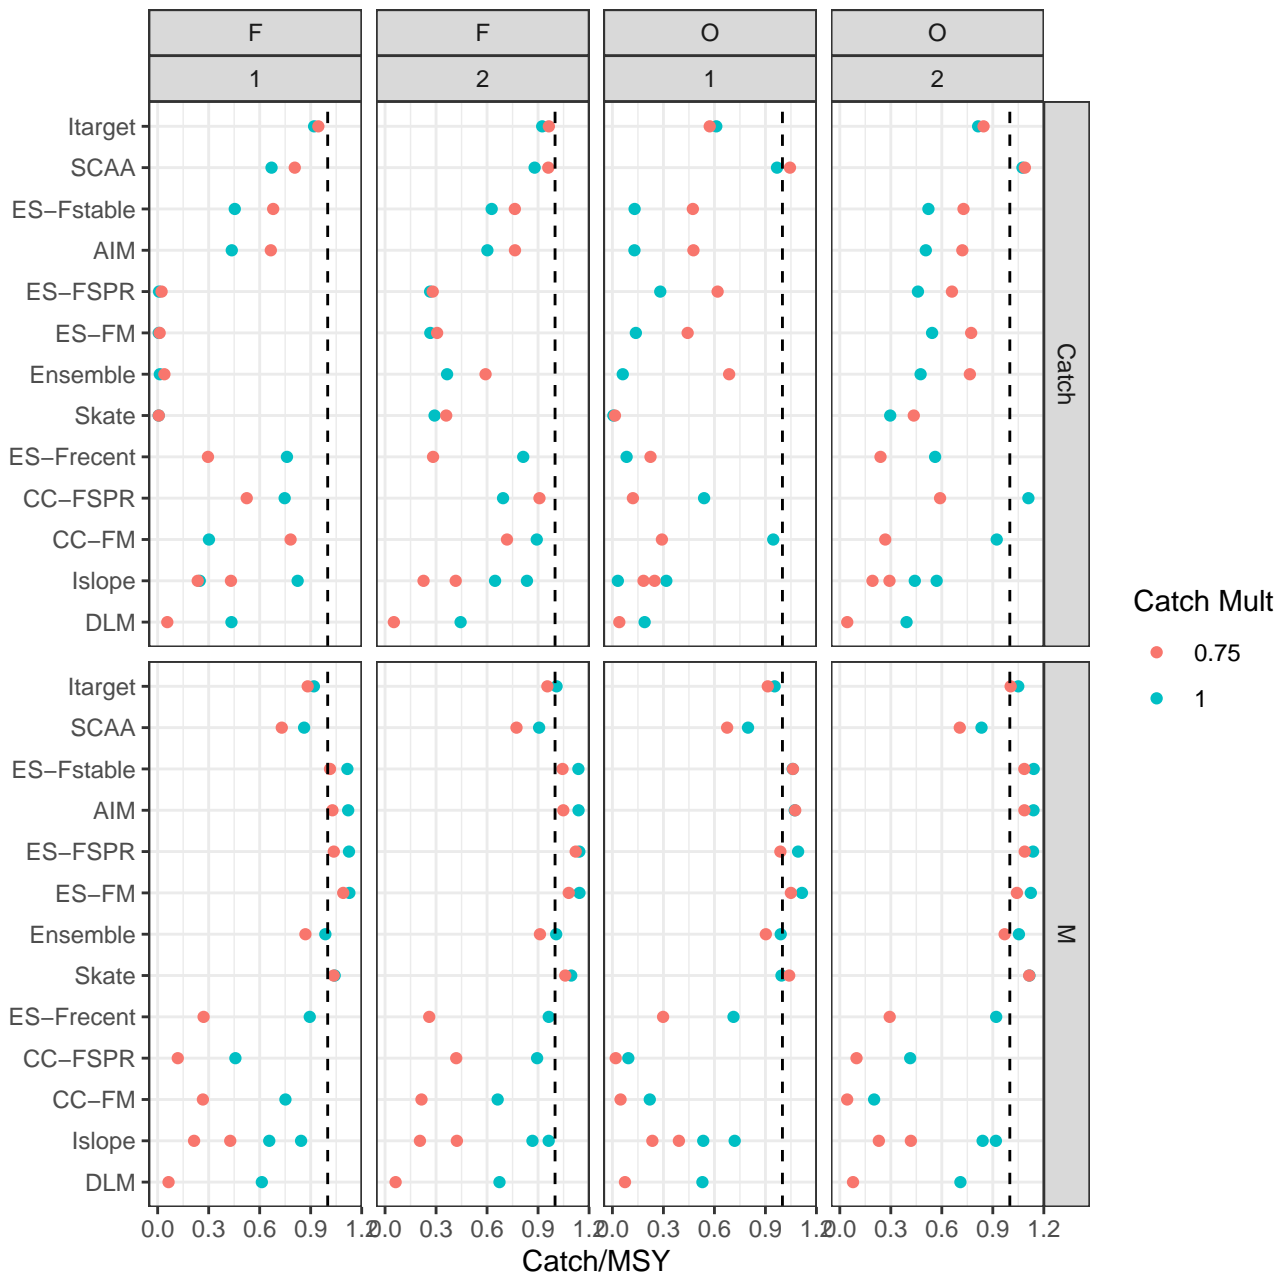 F F O O
1 2 1 2
Itarget
SCAA
ES−Fstable
AIM
ES−FSPR
ES−FM
Ensemble
Skate
ES−Frecent
CC−FSPR
CC−FM
Islope
DLM
Catch
Itarget
SCAA
ES−Fstable
AIM
ES−FSPR
ES−FM
Ensemble
Skate
ES−Frecent
CC−FSPR
CC−FM
Islope
DLM
M
0.0 0.3 0.6 0.9 1.2 0.0 0.3 0.6 0.9 1.2 0.0 0.3 0.6 0.9 1.2 0.0 0.3 0.6 0.9 1.2
Catch/MSY
Catch Mult
0.75
1